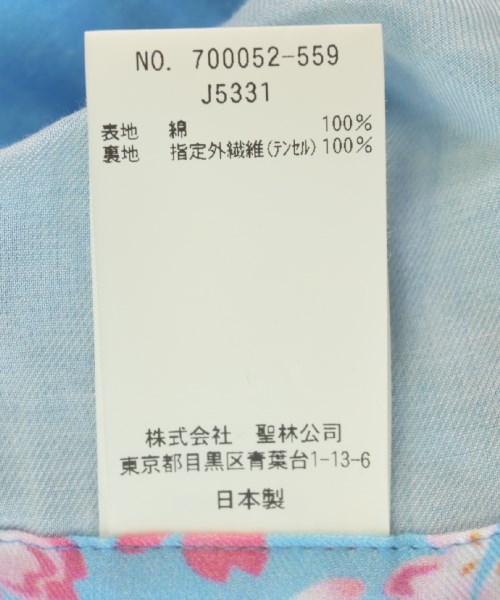 NO. 700052-559
J5331
表地 綿 100%
裏地 指定外繊維(テンセル)100%
株式会社 聖林公司
東京都目黒区青葉台1-13-6
日本製